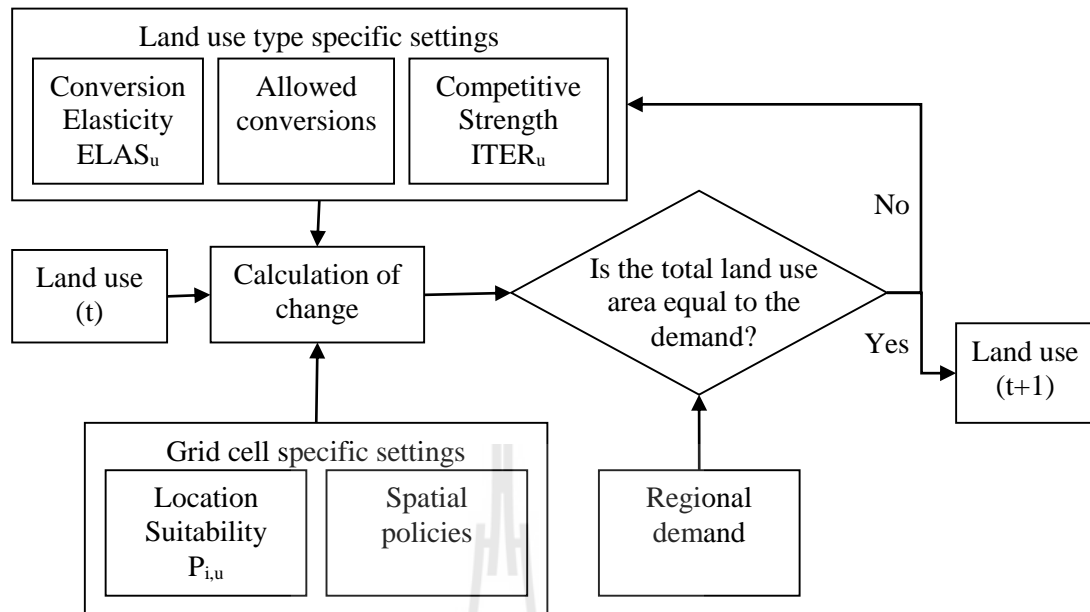 Land use type specific settings
Conversion
Elasticity
ELASu
Allowed
conversions
Competitive
Strength
ITERu
No
Land use
(t)
Calculation of
change
Is the total land use
area equal to the
demand?
Yes
Land use
(t+1)
Grid cell specific settings
Location
Suitability
Pi,u
Spatial
policies
Regional
demand